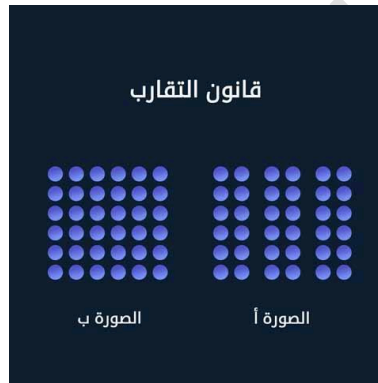 قانون التقارب
الصورة أ
الصورة ب